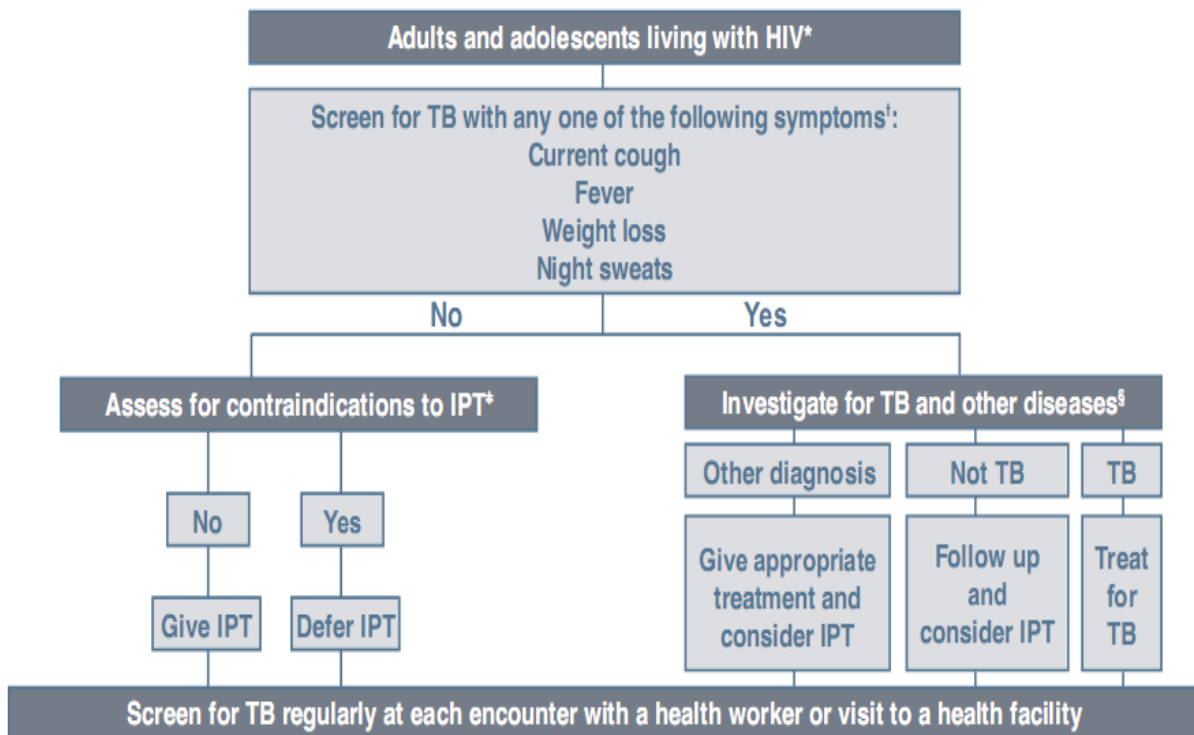 Adults and adolescents living with HIV*
Screen for TB with any one of the following symptoms†:
Current cough
Fever
Weight loss
Night sweats
No
Yes
Assess for contraindications to IPT‡
No
Yes
Give IPT
Defer IPT
Investigate for TB and other diseases§
Other diagnosis
Not TB
TB
Give appropriate
treatment and
consider IPT
Follow up
and
consider IPT
Treat
for
TB
Screen for TB regularly at each encounter with a health worker or visit to a health facility